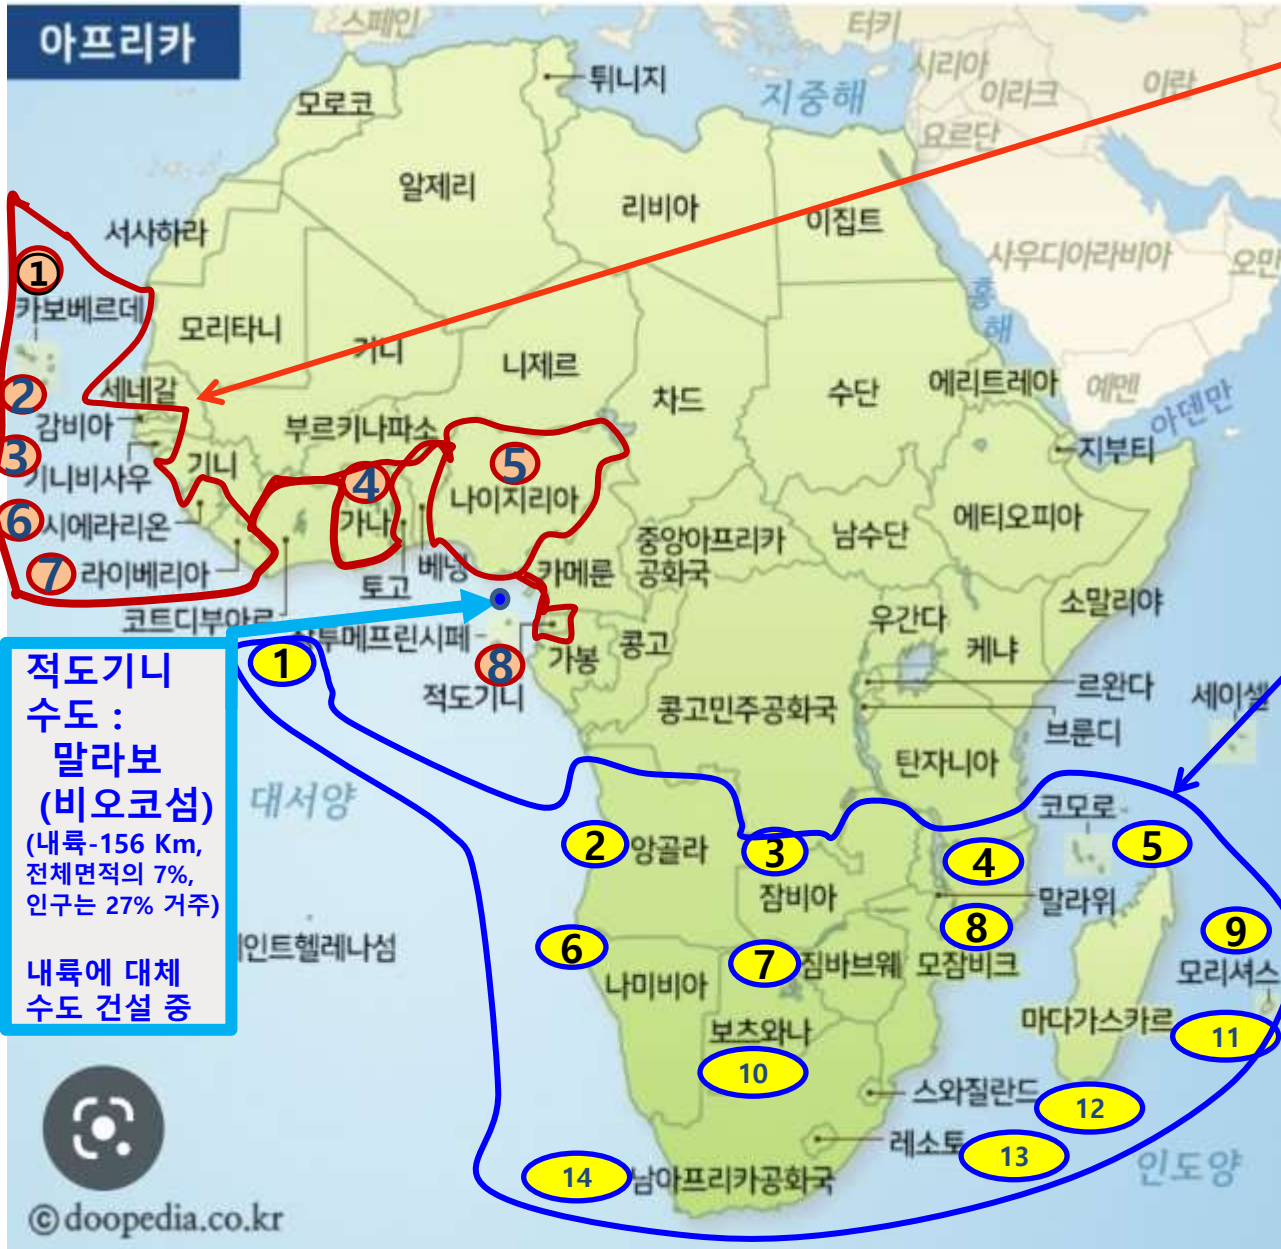 아프리카
스페인
터키
튀니지
지중해
시리아
이라크
이란
모로코
요르단
알제리
리비아
이집트
서사하라
사우디아라비아
오만
1
홍해
카보베르데
모리타니
기니
니제르
차드
수단
에리트레아
예멘
아덴만
2
세네갈
감비아
부르키나파소
지부티
3
기니비사우
기니
4
5
나이지리아
6
시에라리온
가나
중앙아프리카
공화국
남수단
에티오피아
7
라이베리아
토고
베냉
카메룬
소말리야
코트디부아르
상투메프린시페
8
가봉
콩고
우간다
케냐
1
적도기니
콩고민주공화국
르완다
브룬디
세이셸
탄자니아
적도기니
수도 :
말라보
(비오코섬)
(내륙-156 Km,
전체면적의 7%,
인구는 27% 거주)
내륙에 대체
수도 건설 중
대서양
코모로
2
앙골라
3
4
5
잠비아
말라위
6
인트헬레나섬
나미비아
7
짐바브웨
8
모잠비크
9
모리셔스
보츠와나
10
마다가스카르
11
스와질란드
12
레소토
13
14
남아프리카공화국
인도양
©doopedia.co.kr